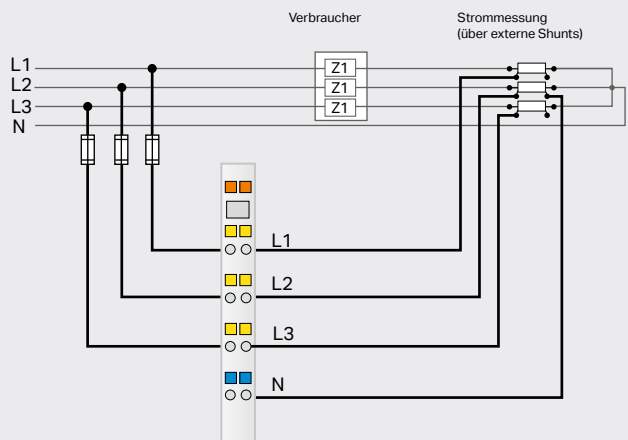 Verbraucher
Strommessung
(über externe Shunts)
L1
Z1
L2
Z1
L3
Z1
N
L1
L2
L3
N